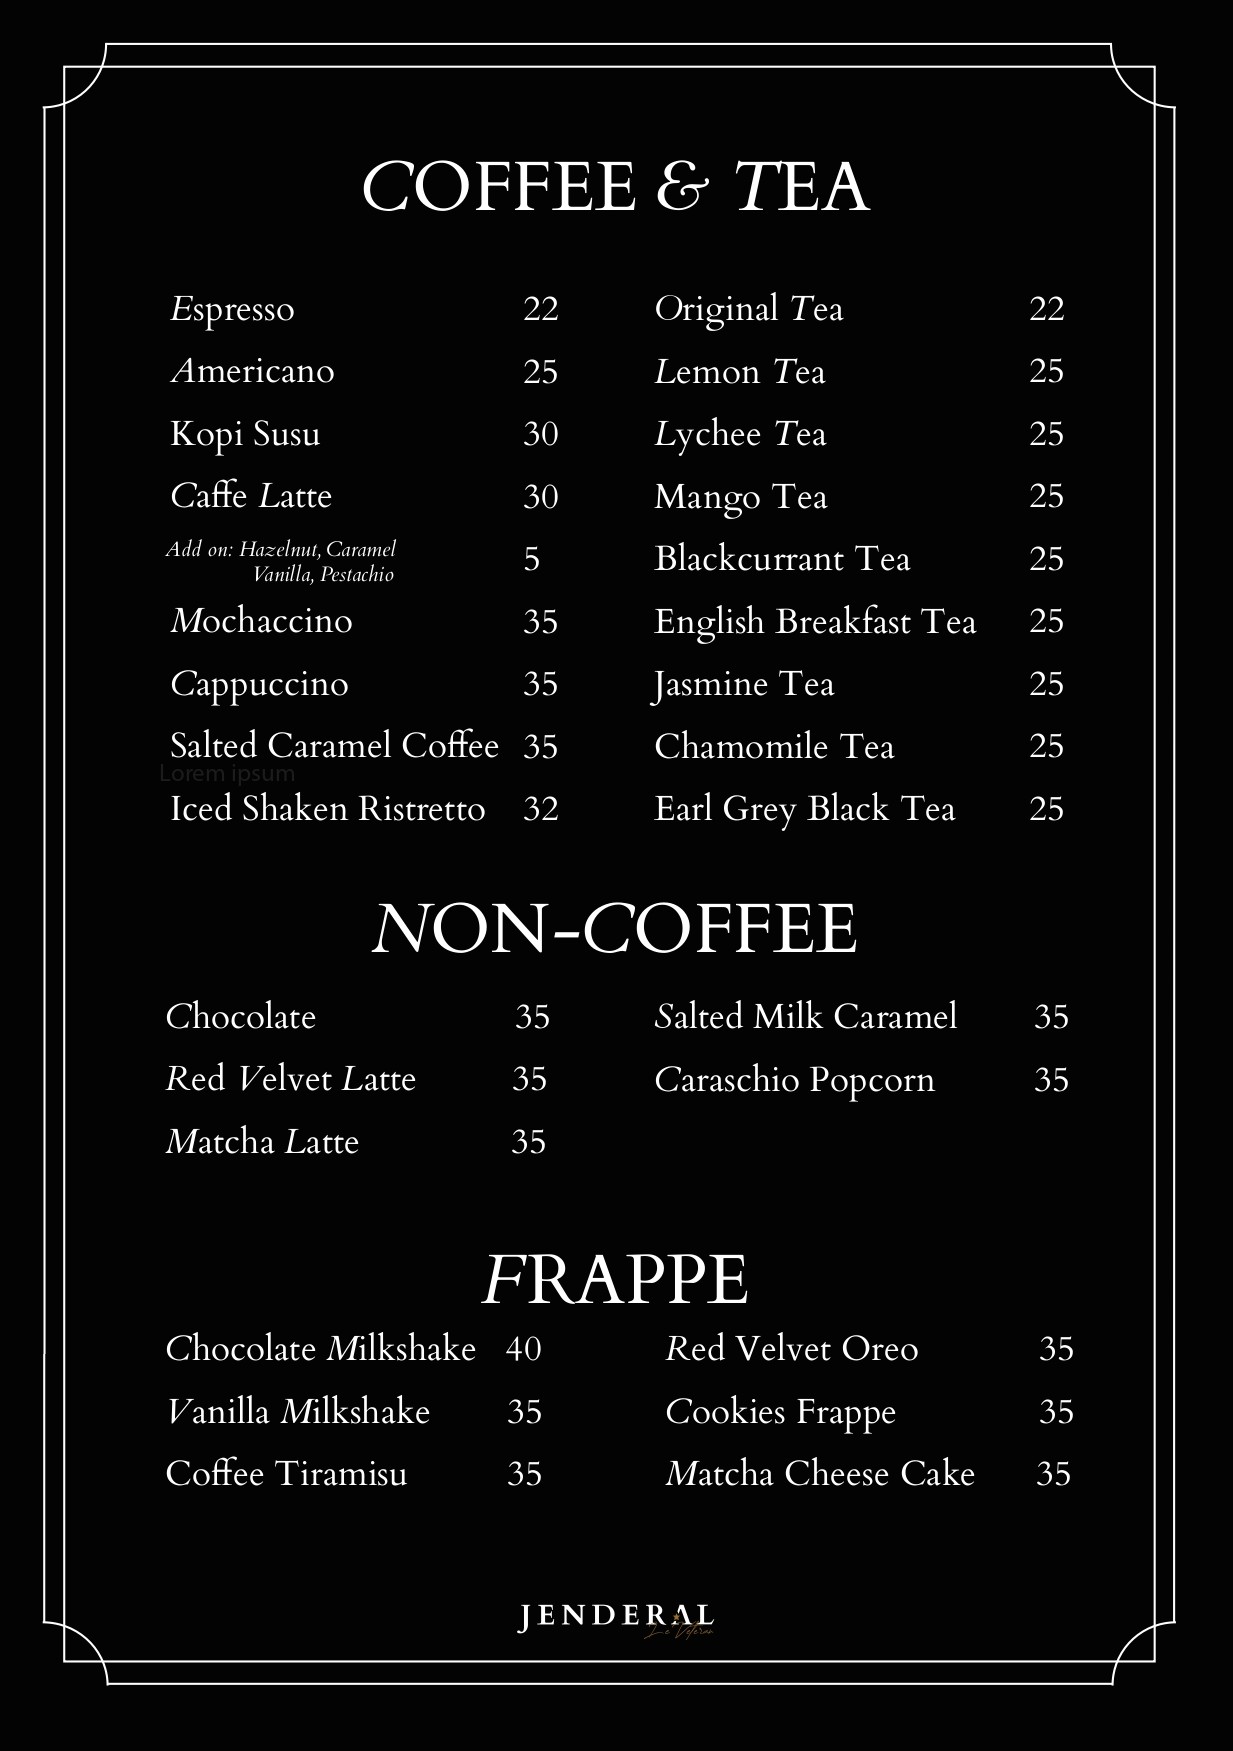 COFFEE & TEA
Espresso 22
Americano 25
Kopi Susu 30
Caffe Latte 30
Add on: Hazelnut, Caramel
Vanilla, Pestachio 5
Mochaccino 35
Cappuccino 35
Salted Caramel Coffee 35
Lorem ipsum
Iced Shaken Ristretto 32
Original Tea 22
Lemon Tea 25
Lychee Tea 25
Mango Tea 25
Blackcurrant Tea 25
English Breakfast Tea 25
Jasmine Tea 25
Chamomile Tea 25
Earl Grey Black Tea 25
NON-COFFEE
Chocolate 35
Red Velvet Latte 35
Matcha Latte 35
Salted Milk Caramel 35
Caraschio Popcorn 35
FRAPPE
Chocolate Milkshake 40
Vanilla Milkshake 35
Coffee Tiramisu 35
Red Velvet Oreo 35
Cookies Frappe 35
Matcha Cheese Cake 35
JENDERAL
Le Veteran